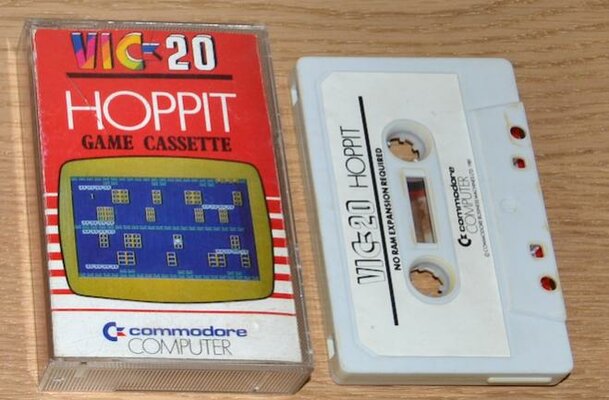 VIC-20
HOPPIT
GAME CASSETTE
commodore
COMPUTER
VIC-20 HOPPIT
NO RAM EXPANSION REQUIRED
commodore
COMPUTER